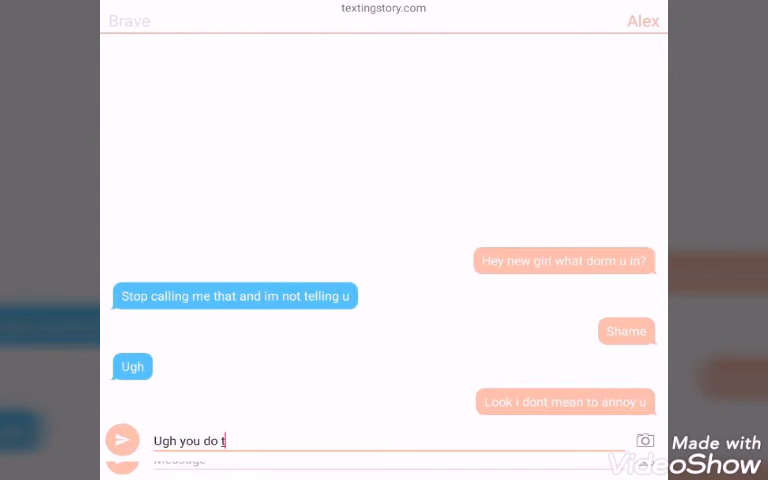 textingstory.com
Brave
Alex
Hey new girl what dorm u in?
Stop calling me that and im not telling u
Shame
Ugh
Look i dont mean to annoy u
Ugh you do t
Message
Made with
VideoShow